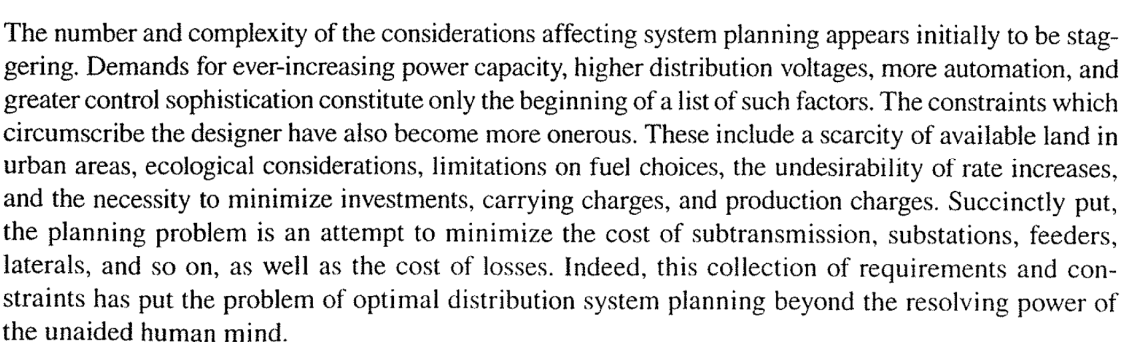 The number and complexity of the considerations affecting system planning appears initially to be stag-
gering. Demands for ever-increasing power capacity, higher distribution voltages, more automation, and
greater control sophistication constitute only the beginning of a list of such factors. The constraints which
circumscribe the designer have also become more onerous. These include a scarcity of available land in
urban areas, ecological considerations, limitations on fuel choices, the undesirability of rate increases,
and the necessity to minimize investments, carrying charges, and production charges. Succinctly put,
the planning problem is an attempt to minimize the cost of subtransmission, substations, feeders,
laterals, and so on, as well as the cost of losses. Indeed, this collection of requirements and con-
straints has put the problem of optimal distribution system planning beyond the resolving power of
the unaided human mind.